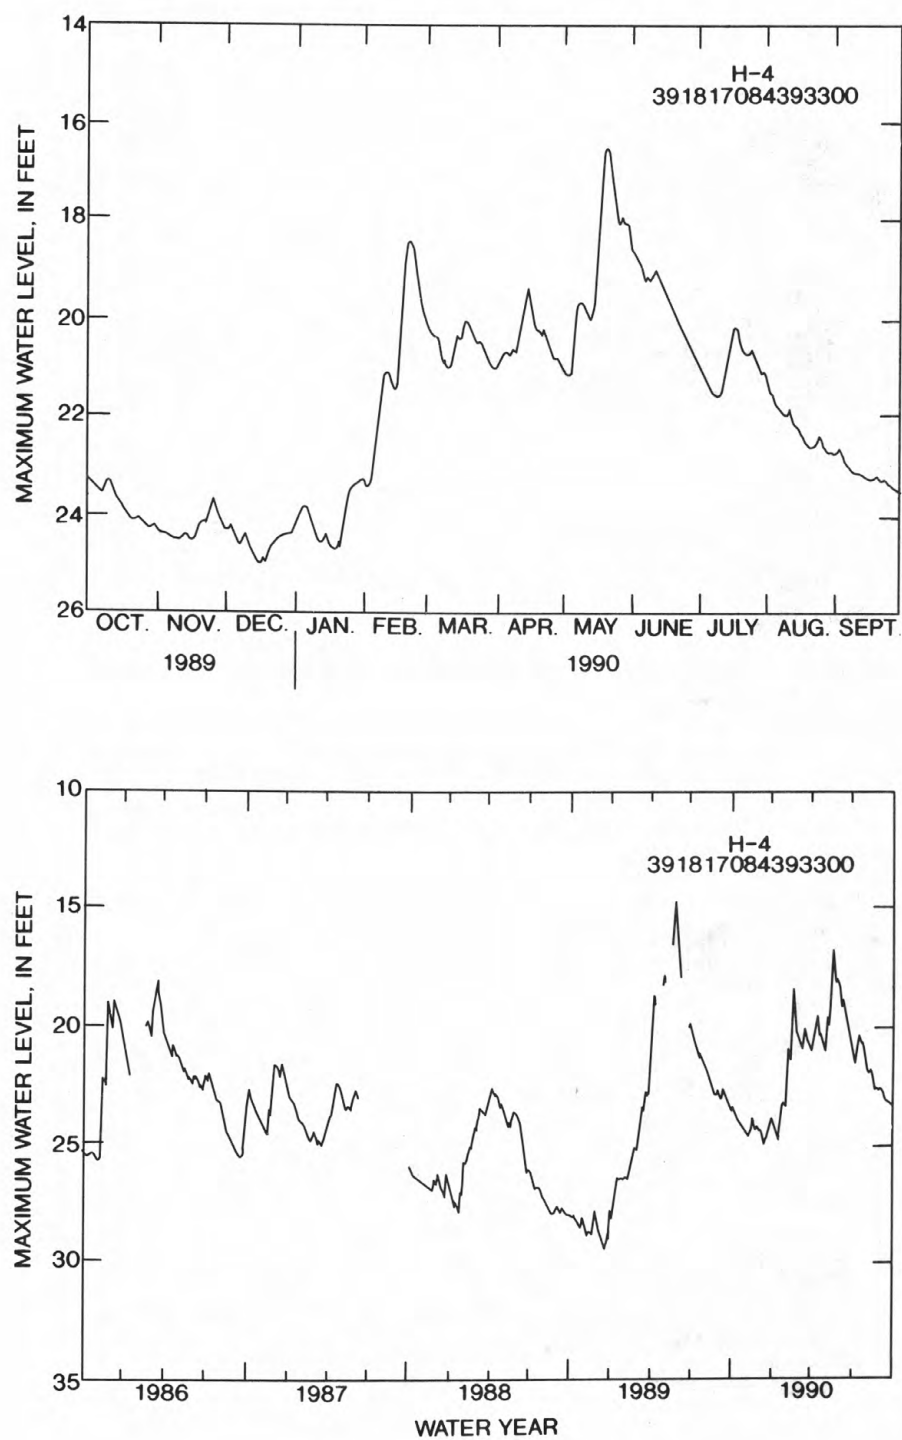 14
H-4
391817084393300
16
18
20
22
24
26
MAXIMUM WATER LEVEL, IN FEET
OCT. NOV. DEC. JAN. FEB. MAR. APR. MAY JUNE JULY AUG. SEPT.
1989 1990
10
H-4
391817084393300
15
20
25
30
35
MAXIMUM WATER LEVEL, IN FEET
1986 1987 1988 1989 1990
WATER YEAR